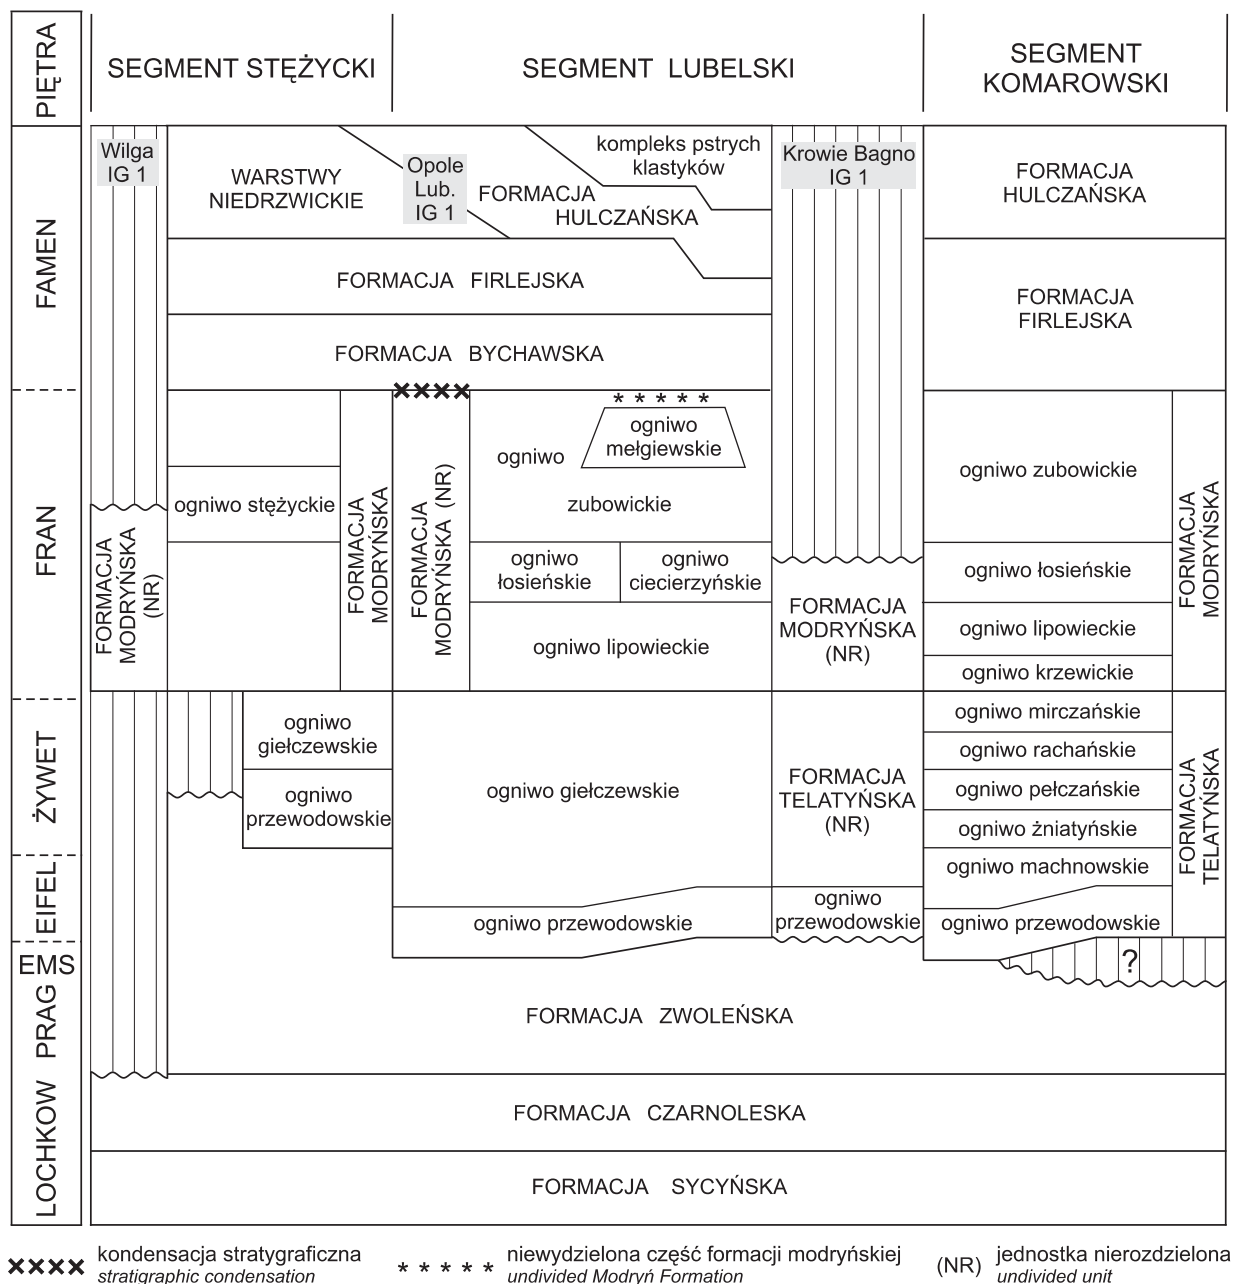 PIĘTRA
SEGMENT STĘŻYCKI
SEGMENT LUBELSKI
SEGMENT
KOMAROWSKI
FAMEN
FRAN
ŻYWET
EIFEL
EMS
PRAG
LOCHKOW
Wilga
IG 1
WARSTWY
NIEDRZWICKIE
Opole
Lub.
IG 1
kompleks pstrych
klastyków
FORMACJA
HULCZAŃSKA
Krowie Bagno
IG 1
FORMACJA
HULCZAŃSKA
FORMACJA FIRLEJSKA
FORMACJA
FIRLEJSKA
FORMACJA BYCHAWSKA
FORMACJA
MODRYŃSKA
(NR)
ogniwo stężyckie
FORMACJA
MODRYŃSKA
FORMACJA
MODRYŃSKA (NR)
×××× 
* * * * *
ogniwo
mełgiewskie
ogniwo
zubowickie
ogniwo
łosieńskie
ogniwo
ciecierzyńskie
ogniwo lipowieckie
FORMACJA
MODRYŃSKA
(NR)
ogniwo zubowickie
ogniwo łosieńskie
ogniwo lipowieckie
ogniwo krzewickie
FORMACJA
MODRYŃSKA
ogniwo
giełczewskie
ogniwo
przewodowskie
ogniwo giełczewskie
ogniwo przewodowskie
FORMACJA
TELATYŃSKA
(NR)
ogniwo
przewodowskie
ogniwo mirczańskie
ogniwo rachańskie
ogniwo pełczańskie
ogniwo żniatyńskie
ogniwo machnowskie
ogniwo przewodowskie
FORMACJA
TELATYŃSKA
?
FORMACJA ZWOLEŃSKA
FORMACJA CZARNOLESKA
FORMACJA SYCYŃSKA
×××× kondensacja stratygraficzna
stratigraphic condensation
* * * * * niewydzielona część formacji modryńskiej
undivided Modryń Formation
(NR) jednostka nierozdzielona
undivided unit